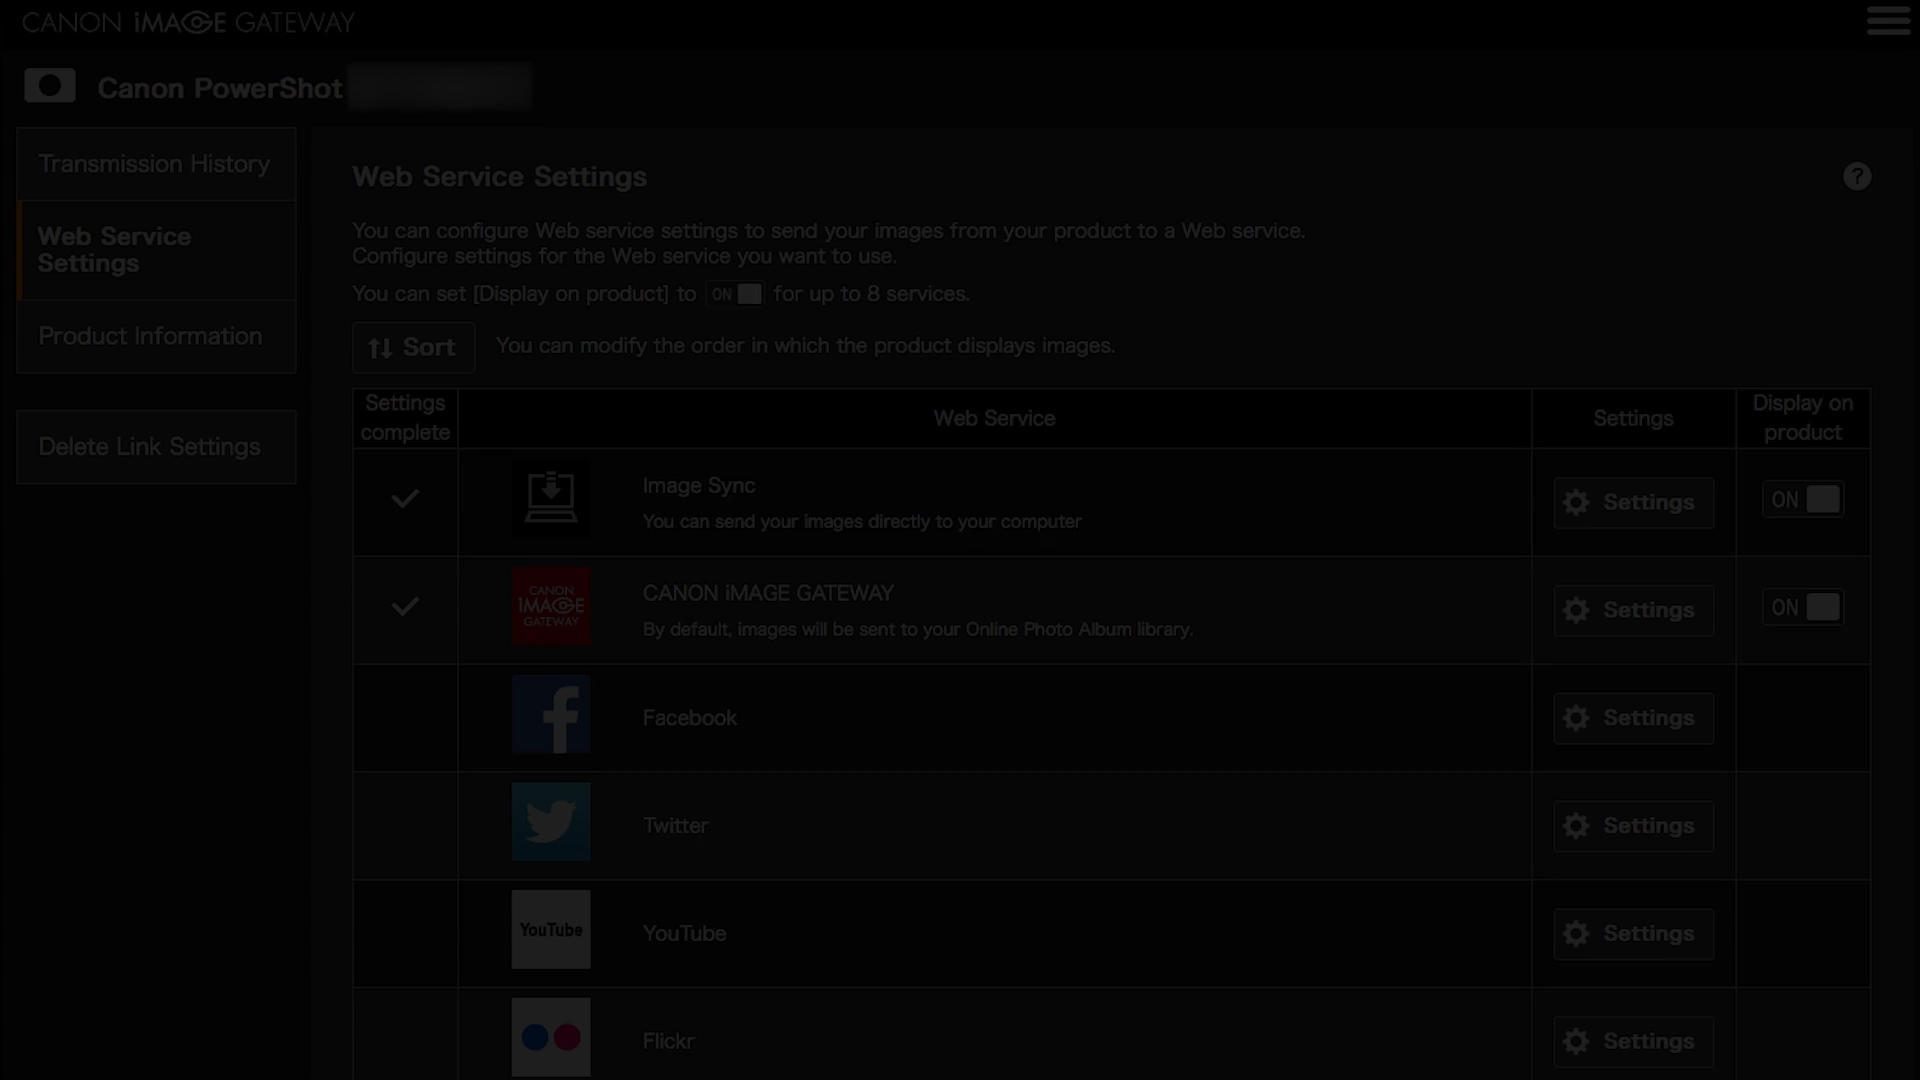 CANON iMAGE GATEWAY
Canon PowerShot
Transmission History
Web Service
Settings
Product Information
Delete Link Settings
Web Service Settings
?
You can configure Web service settings to send your images from your product to a Web service.
Configure settings for the Web service you want to use.
You can set [Display on product] to ON for up to 8 services.
Sort You can modify the order in which the product displays images.
Settings
complete
Web Service
Settings
Display on
product
Image Sync
You can send your images directly to your computer
Settings
ON
CANON
iMAGE
GATEWAY
CANON iMAGE GATEWAY
By default, images will be sent to your Online Photo Album library.
Settings
ON
Facebook
Settings
Twitter
Settings
YouTube
YouTube
Settings
Flickr
Settings